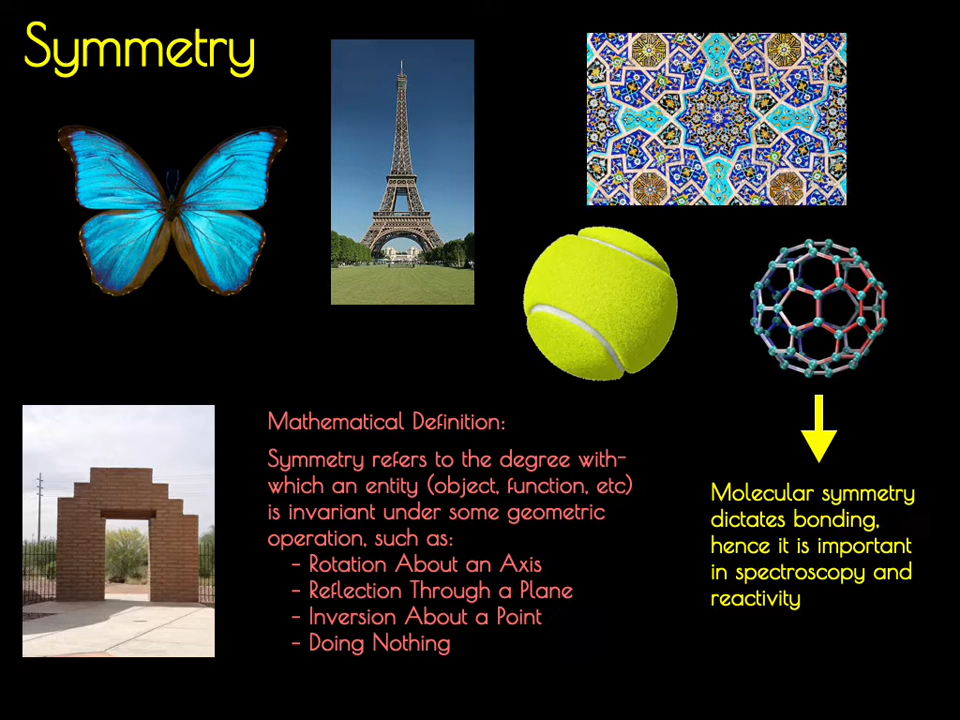 Symmetry
Mathematical Definition:
Symmetry refers to the degree with-
which an entity (object, function, etc)
is invariant under some geometric
operation, such as:
– Rotation About an Axis
– Reflection Through a Plane
– Inversion About a Point
– Doing Nothing
Molecular symmetry
dictates bonding,
hence it is important
in spectroscopy and
reactivity